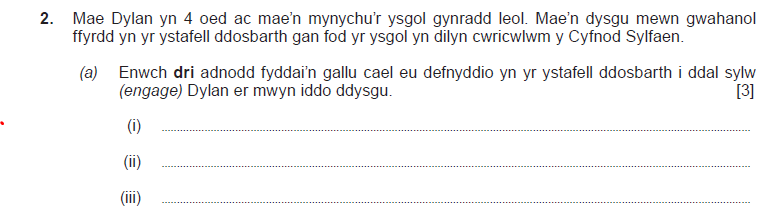 2. Mae Dylan yn 4 oed ac mae'n mynychu'r ysgol gynradd leol. Mae'n dysgu mewn gwahanol
ffyrdd yn yr ystafell ddosbarth gan fod yr ysgol yn dilyn cwricwlwm y Cyfnod Sylfaen.
(a) Enwch dri adnodd fyddai'n gallu cael eu defnyddio yn yr ystafell ddosbarth i ddal sylw
(engage) Dylan er mwyn iddo ddysgu. [3]
(i)
(ii)
(iii)